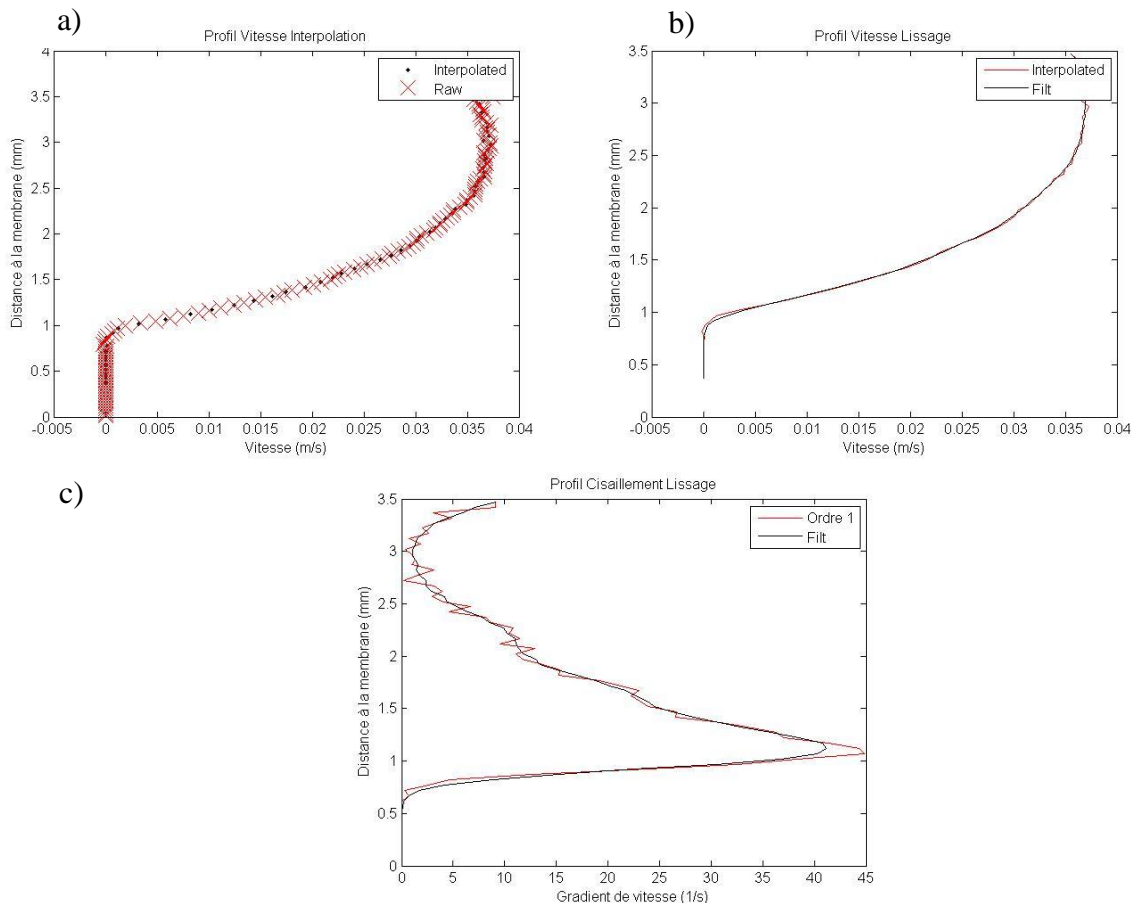 a)
Profil Vitesse Interpolation
Interpolated
Raw
Distance à la membrane (mm)
4
3.5
3
2.5
2
1.5
1
0.5
0
-0.005 0 0.005 0.01 0.015 0.02 0.025 0.03 0.035 0.04
Vitesse (m/s)
b)
Profil Vitesse Lissage
Interpolated
Filt
Distance à la membrane (mm)
3.5
3
2.5
2
1.5
1
0.5
0
-0.005 0 0.005 0.01 0.015 0.02 0.025 0.03 0.035 0.04
Vitesse (m/s)
c)
Profil Cisaillement Lissage
Ordre 1
Filt
Distance à la membrane (mm)
3.5
3
2.5
2
1.5
1
0.5
0
0 5 10 15 20 25 30 35 40 45
Gradient de vitesse (1/s)